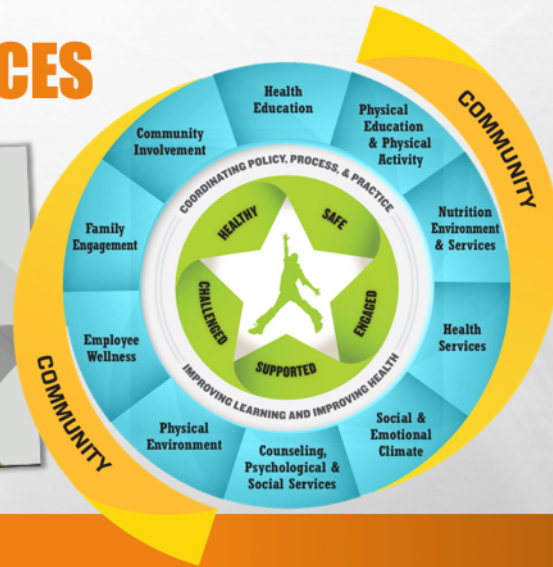 CES
COMMUNITY
Health
Education
Physical
Education
& Physical
Activity
Nutrition
Environment
& Services
Health
Services
Social &
Emotional
Climate
Counseling,
Psychological &
Social Services
Physical
Environment
Employee
Wellness
Family
Engagement
Community
Involvement
COORDINATING POLICY, PROCESS, & PRACTICE
IMPROVING LEARNING AND IMPROVING HEALTH
HEALTHY
SAFE
ENGAGED
SUPPORTED
CHALLENGED
COMMUNITY